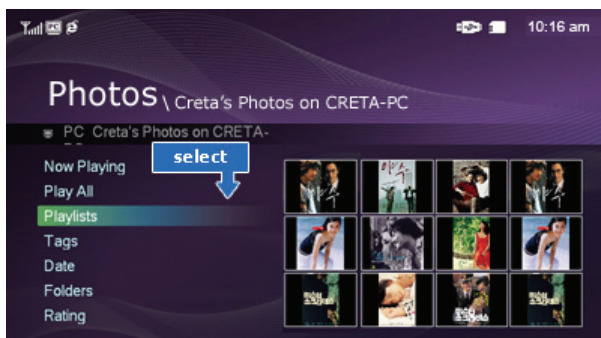 PC
10:16 am
Photos \ Creta's Photos on CRETA-PC
PC Creta's Photos on CRETA-
select
Now Playing
Play All
Playlists
Tags
Date
Folders
Rating